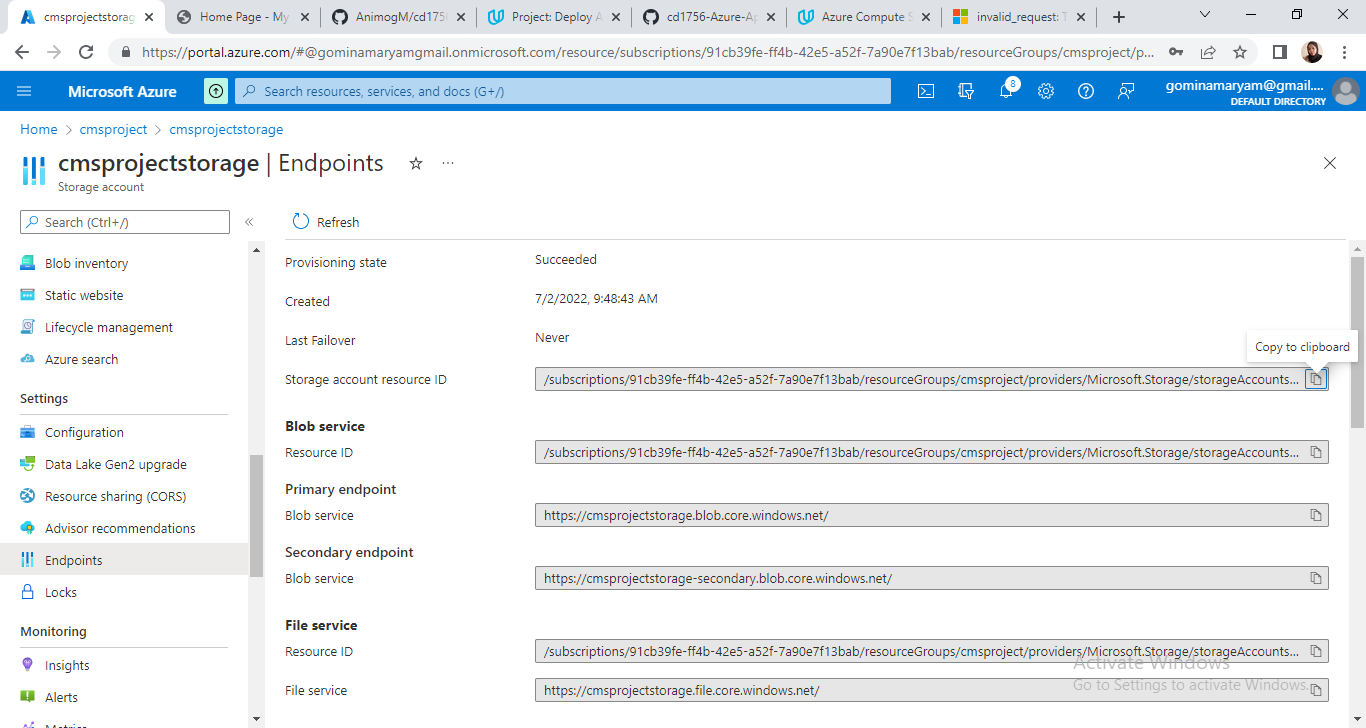 cmsprojectstorag
Home Page - My
AnimogM/cd175
Project: Deploy A
cd1756-Azure-Ap
Azure Compute S
invalid_request: T
https://portal.azure.com/#@gominamaryamgmail.onmicrosoft.com/resource/subscriptions/91cb39fe-ff4b-42e5-a52f-7a90e7f13bab/resourceGroups/cmsproject/p...
Microsoft Azure
Search resources, services, and docs (G+/)
8
gominamaryam@gmail....
DEFAULT DIRECTORY
Home > cmsproject > cmsprojectstorage
cmsprojectstorage | Endpoints
Storage account
Search (Ctrl+/)
Blob inventory
Static website
Lifecycle management
Azure search
Settings
Configuration
Data Lake Gen2 upgrade
Resource sharing (CORS)
Advisor recommendations
Endpoints
Locks
Monitoring
Insights
Alerts
Metrics
Refresh
Provisioning state
Succeeded
Created
7/2/2022, 9:48:43 AM
Last Failover
Never
Copy to clipboard
Storage account resource ID
/subscriptions/91cb39fe-ff4b-42e5-a52f-7a90e7f13bab/resourceGroups/cmsproject/providers/Microsoft.Storage/storageAccounts...
Blob service
Resource ID
/subscriptions/91cb39fe-ff4b-42e5-a52f-7a90e7f13bab/resourceGroups/cmsproject/providers/Microsoft.Storage/storageAccounts...
Primary endpoint
Blob service
https://cmsprojectstorage.blob.core.windows.net/
Secondary endpoint
Blob service
https://cmsprojectstorage-secondary.blob.core.windows.net/
File service
Resource ID
/subscriptions/91cb39fe-ff4b-42e5-a52f-7a90e7f13bab/resourceGroups/cmsproject/providers/Microsoft.Storage/storageAccounts...
File service
https://cmsprojectstorage.file.core.windows.net/
Activate Windows
Go to Settings to activate Windows.